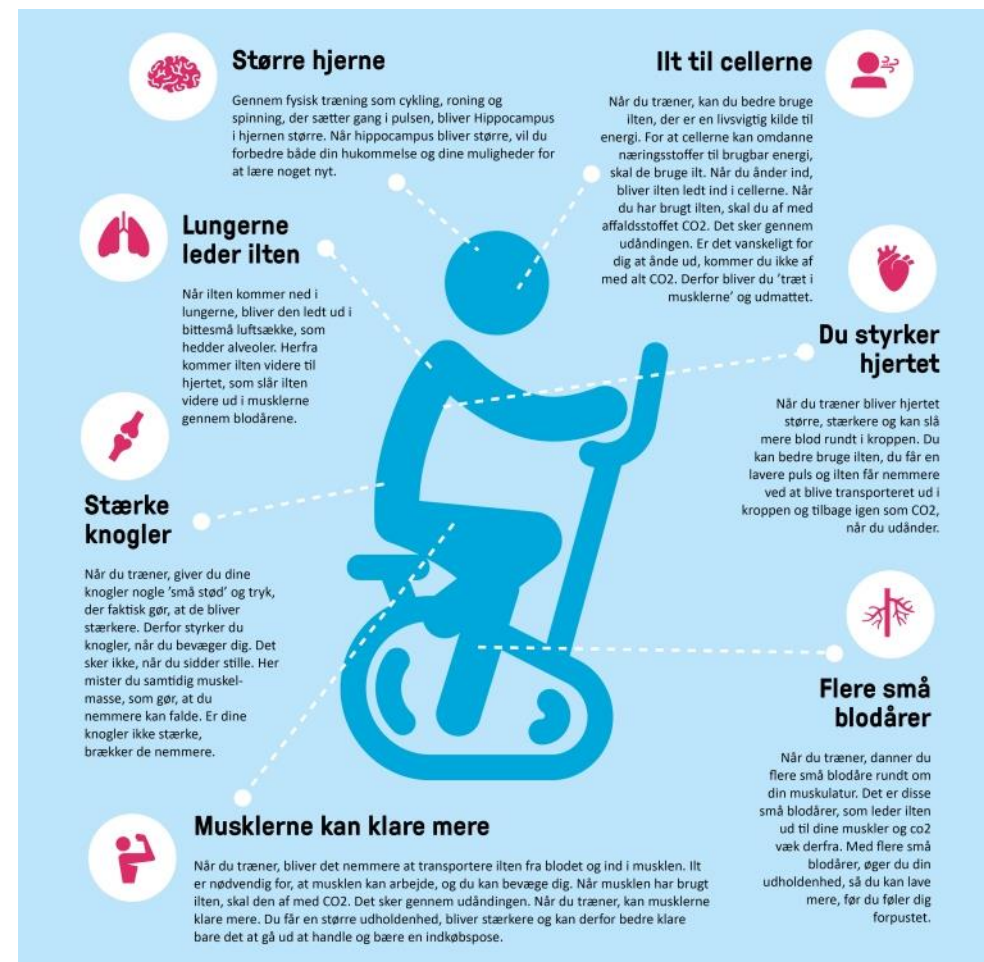 Større hjerne
Gennem fysisk træning som cykling, roning og
spinning, der sætter gang i pulsen, bliver Hippocampus
i hjernen større. Når hippocampus bliver større, vil du
forbedre både din hukommelse og dine muligheder for
at lære noget nyt.
Ilt til cellerne
Når du træner, kan du bedre bruge
ilten, der er en livsvigtig kilde til
energi. For at cellerne kan omdanne
næringsstoffer til brugbar energi,
skal de bruge ilt. Når du ånder ind,
bliver ilten ledt ind i cellerne. Når
du har brugt ilten, skal du af med
affaldsstoffet CO2. Det sker gennem
udåndingen. Er det vanskeligt for
dig at ånde ud, kommer du ikke af
med alt CO2. Derfor bliver du ’træt i
musklerne’ og udmattet.
Lungerne
leder ilten
Når ilten kommer ned i
lungerne, bliver den ledt ud i
bittesmå luftsække, som
hedder alveoler. Herfra
kommer ilten videre til
hjertet, som slår ilten
videre ud i musklerne
gennem blodårene.
Du styrker
hjertet
Når du træner bliver hjertet
større, stærkere og kan slå
mere blod rundt i kroppen. Du
kan bedre bruge ilten, du får en
lavere puls og ilten får nemmere
ved at blive transporteret ud i
kroppen og tilbage igen som CO2,
når du udånder.
Stærke
knogler
Når du træner, giver du dine
knogler nogle ’små stød’ og tryk,
der faktisk gør, at de bliver
stærkere. Derfor styrker du
knogler, når du bevæger dig. Det
sker ikke, når du sidder stille. Her
mister du samtidig muskel-
masse, som gør, at du
nemmere kan falde. Er dine
knogler ikke stærke,
brækker de nemmere.
Flere små
blodårer
Når du træner, danner du
flere små blodåre rundt om
din muskulatur. Det er disse
små blodårer, som leder ilten
ud til dine muskler og co2
væk derfra. Med flere små
blodårer, øger du din
udholdenhed, så du kan lave
mere, før du føler dig
forpustet.
Musklerne kan klare mere
Når du træner, bliver det nemmere at transportere ilten fra blodet og ind i musklen. Ilt
er nødvendig for, at musklen kan arbejde, og du kan bevæge dig. Når musklen har brugt
ilten, skal den af med CO2. Det sker gennem udåndingen. Når du træner, kan musklerne
klare mere. Du får en større udholdenhed, bliver stærkere og kan derfor bedre klare
bare det at gå ud at handle og bære en indkøbspose.